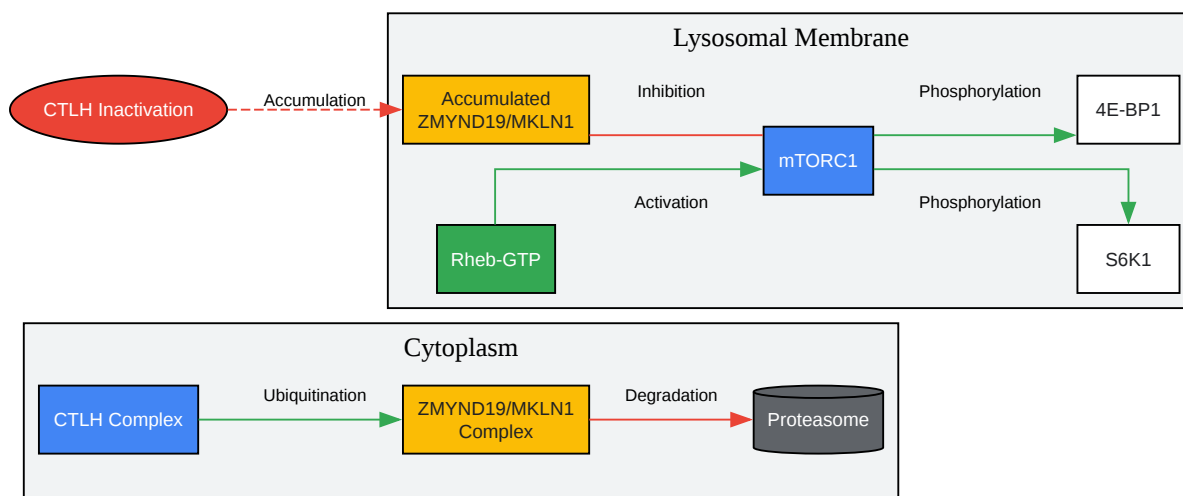 Lysosomal Membrane
CTLH Inactivation
Accumulation
Accumulated
ZMYND19/MKLN1
Inhibition
mTORC1
Phosphorylation
4E-BP1
Rheb-GTP
Activation
Phosphorylation
S6K1
Cytoplasm
CTLH Complex
Ubiquitination
ZMYND19/MKLN1
Complex
Degradation
Proteasome